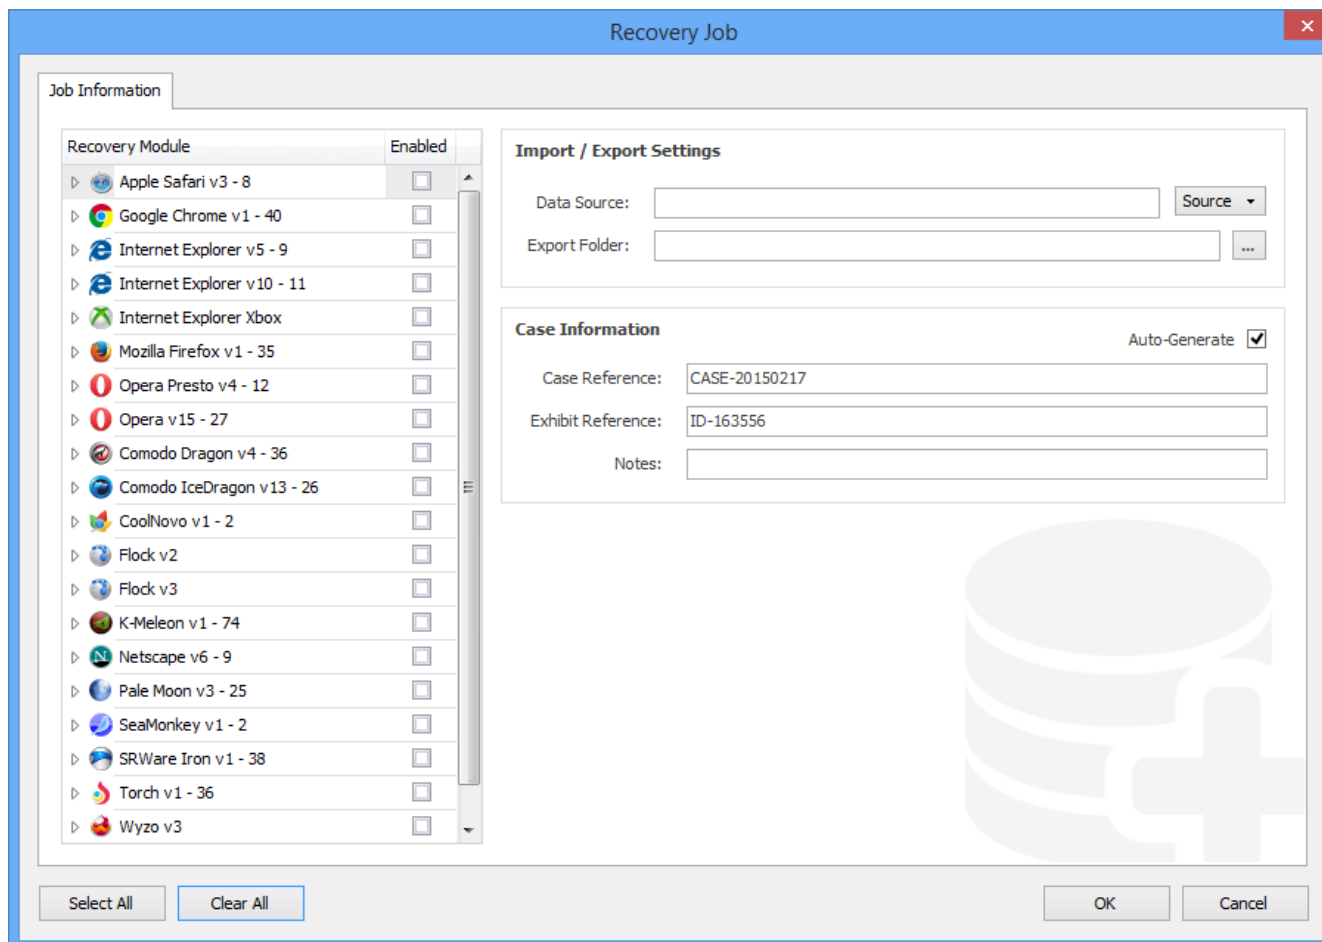 Recovery Job
Job Information
Recovery Module Enabled
Apple Safari v3 - 8
Google Chrome v1 - 40
Internet Explorer v5 - 9
Internet Explorer v10 - 11
Internet Explorer Xbox
Mozilla Firefox v1 - 35
Opera Presto v4 - 12
Opera v15 - 27
Comodo Dragon v4 - 36
Comodo IceDragon v13 - 26
CoolNovo v1 - 2
Flock v2
Flock v3
K-Meleon v1 - 74
Netscape v6 - 9
Pale Moon v3 - 25
SeaMonkey v1 - 2
SRWare Iron v1 - 38
Torch v1 - 36
Wyzo v3
Import / Export Settings
Data Source: Source
Export Folder: ...
Case Information
Auto-Generate
Case Reference: CASE-20150217
Exhibit Reference: ID-163556
Notes:
Select All Clear All OK Cancel